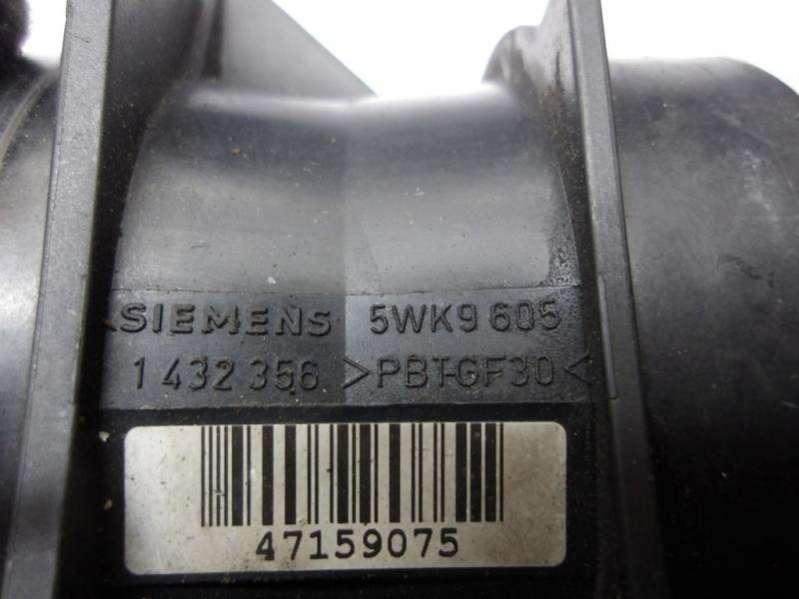 SIEMENS 5WK9 605
1 432 356 >PBT-GF30<
47159075